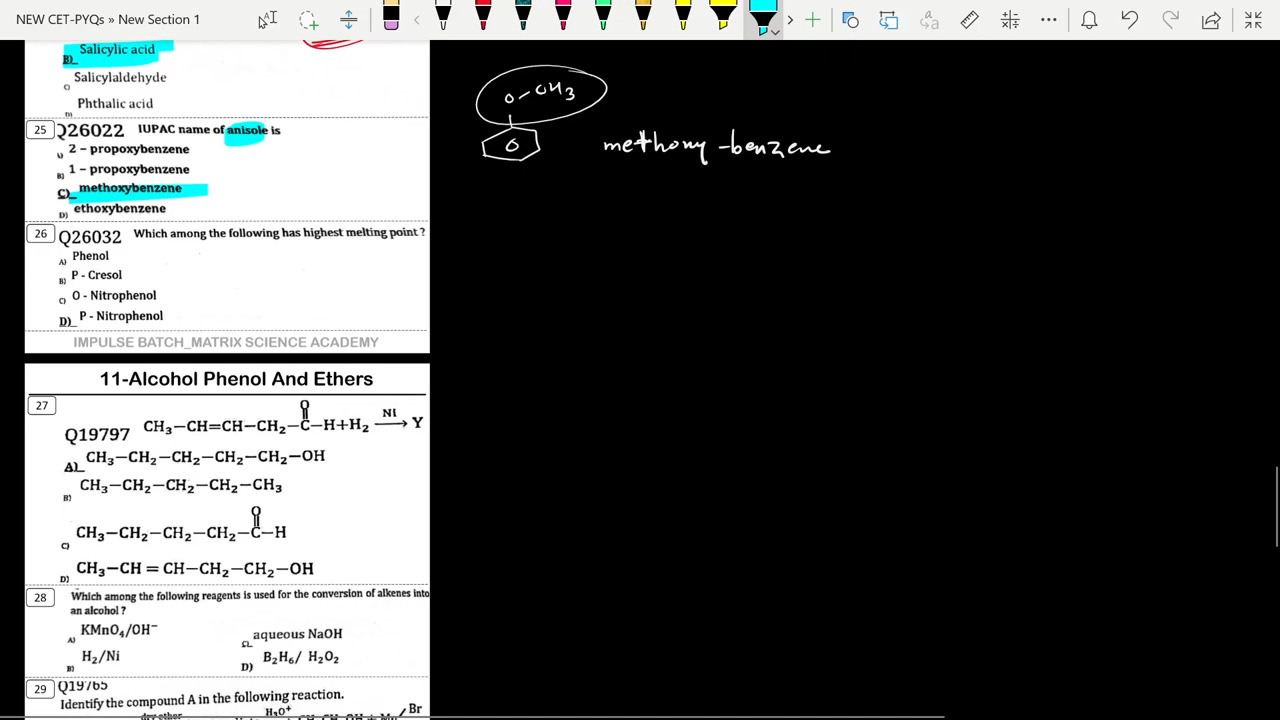 NEW CET-PYQs » New Section 1
B) Salicylic acid
C) Salicylaldehyde
D) Phthalic acid
25 Q26022 IUPAC name of anisole is
A) 2 – propoxybenzene
B) 1 – propoxybenzene
C) methoxybenzene
D) ethoxybenzene
26 Q26032 Which among the following has highest melting point ?
A) Phenol
B) P - Cresol
C) O - Nitrophenol
D) P - Nitrophenol
IMPULSE BATCH_MATRIX SCIENCE ACADEMY
11-Alcohol Phenol And Ethers
27
O
Q19797 CH₃–CH=CH–CH₂–C–H+H₂ Ni → Y
A) CH₃–CH₂–CH₂–CH₂–CH₂–OH
B) CH₃–CH₂–CH₂–CH₂–CH₃
O
C) CH₃–CH₂–CH₂–CH₂–C–H
D) CH₃–CH = CH–CH₂–CH₂–OH
28 Which among the following reagents is used for the conversion of alkenes into
an alcohol ?
A) KMnO₄/OH⁻ C) aqueous NaOH
B) H₂/Ni D) B₂H₆/ H₂O₂
29 Q19765
Identify the compound A in the following reaction.
dry ether H₃O⁺ Br
O–CH₃
O methoxy-benzene